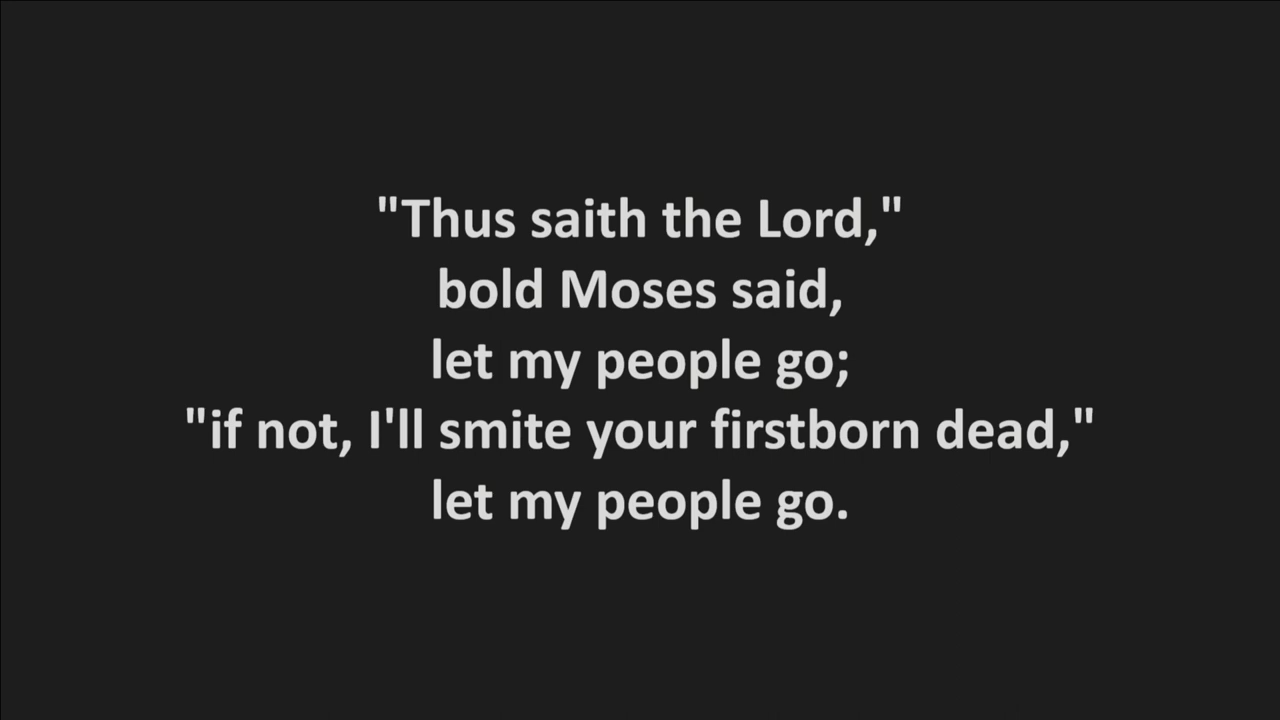 "Thus saith the Lord,"
bold Moses said,
let my people go;
"if not, I'll smite your firstborn dead,"
let my people go.